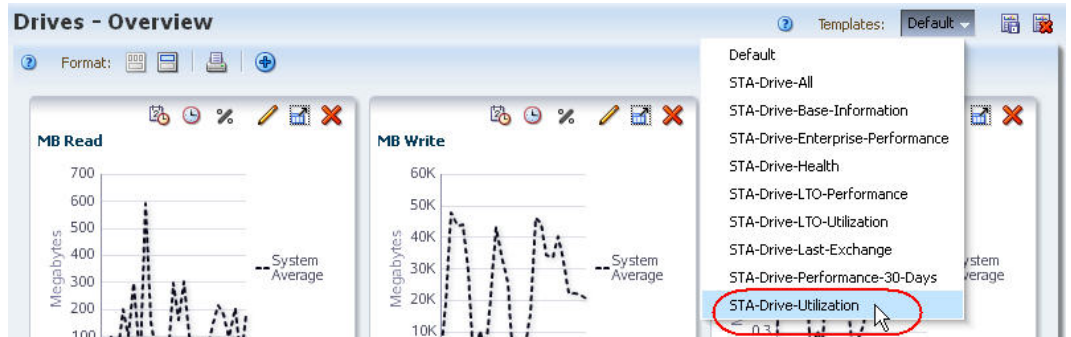 Drives - Overview
Templates: Default
Format:
MB Read
700
600
500
400
300
200
100
Megabytes
System
Average
MB Write
60K
50K
40K
30K
20K
10K
Megabytes
System
Average
Default
STA-Drive-All
STA-Drive-Base-Information
STA-Drive-Enterprise-Performance
STA-Drive-Health
STA-Drive-LTO-Performance
STA-Drive-LTO-Utilization
STA-Drive-Last-Exchange
STA-Drive-Performance-30-Days
STA-Drive-Utilization
ystem
verage
0.3